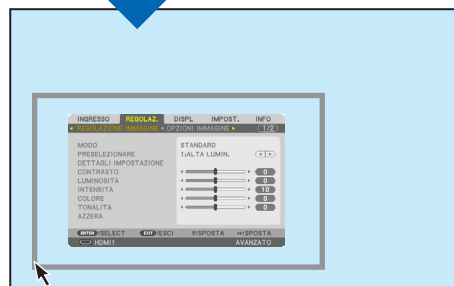 INGRESSO REGOLAZ. DISPL. IMPOST. INFO
REGOLAZIONE IMMAGINE OPZIONI IMMAGINE 1/2
MODO STANDARD
PRESELEZIONARE 1:ALTA LUMIN.
DETTAGLI IMPOSTAZIONE
CONTRASTO 0
LUMINOSITÀ 0
INTENSITÀ 10
COLORE 0
TONALITÀ 0
AZZERA
ENTER :SELECT EXIT :ESCI :SPOSTA :SPOSTA
HDMI1 AVANZATO